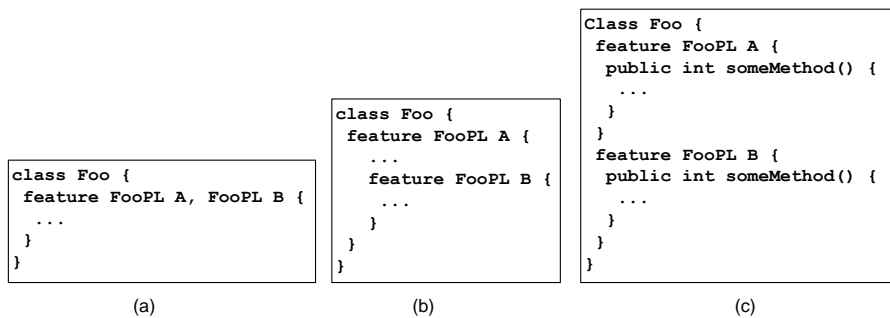 class Foo {
feature FooPL A, FooPL B {
...
}
}
(a)
class Foo {
feature FooPL A {
...
feature FooPL B {
...
}
}
}
(b)
Class Foo {
feature FooPL A {
public int someMethod() {
...
}
}
feature FooPL B {
public int someMethod() {
...
}
}
}
(c)